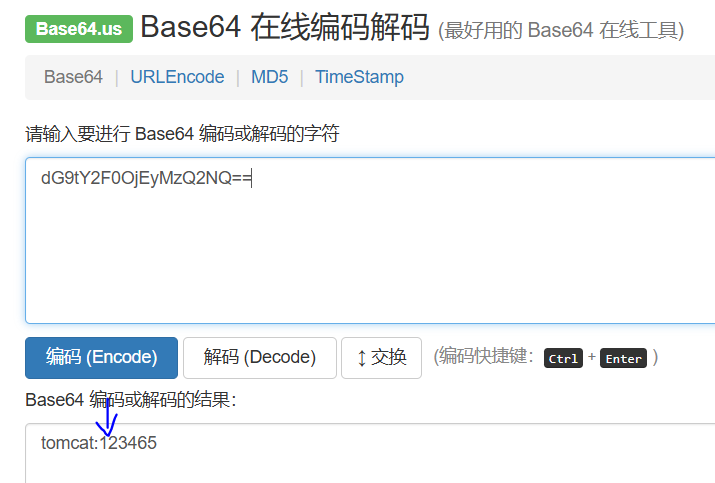 Base64.us Base64 在线编码解码 (最好用的 Base64 在线工具)
Base64 | URLEncode | MD5 | TimeStamp
请输入要进行 Base64 编码或解码的字符
dG9tY2F0OjEyMzQ2NQ==
编码 (Encode) 解码 (Decode) ↕ 交换 (编码快捷键: Ctrl + Enter )
Base64 编码或解码的结果:
tomcat:123465